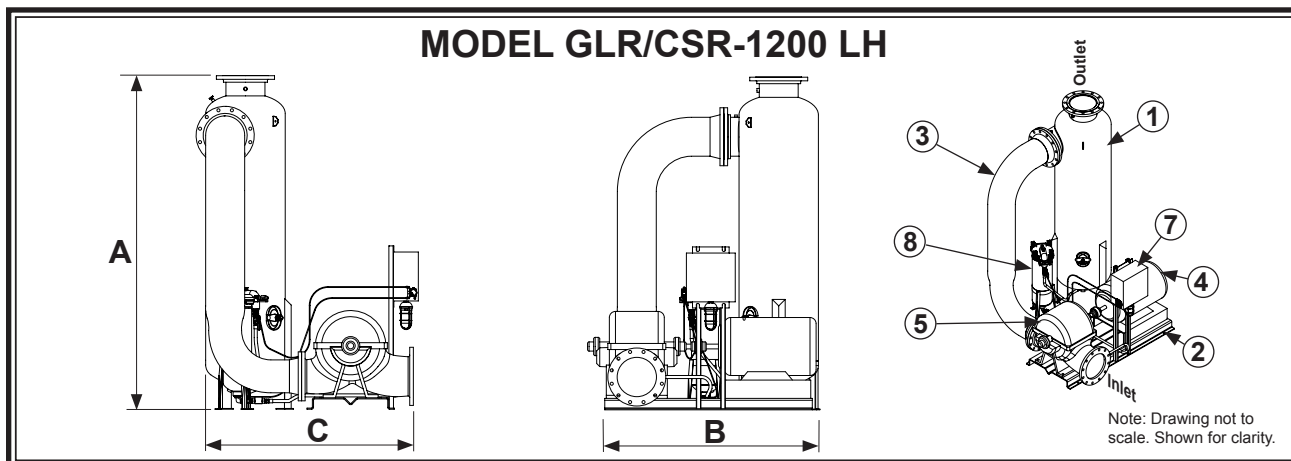 MODEL GLR/CSR-1200 LH
A
C
B
Outlet
1
3
7
8
4
5
2
Inlet
Note: Drawing not to
scale. Shown for clarity.